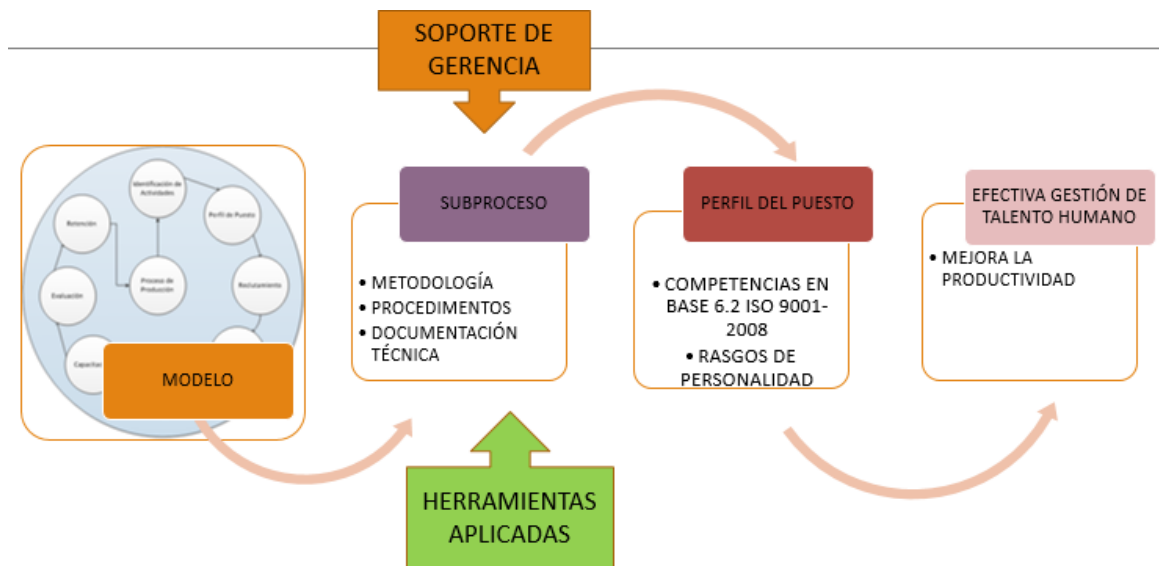 SOPORTE DE
GERENCIA
Identificación de
Actividades
Perfil de Puesto
Retención
Proceso de
Producción
Reclutamiento
Evaluación
MODELO
SUBPROCESO
• METODOLOGÍA
• PROCEDIMIENTOS
• DOCUMENTACIÓN
TÉCNICA
PERFIL DEL PUESTO
• COMPETENCIAS EN
BASE 6.2 ISO 9001-
2008
• RASGOS DE
PERSONALIDAD
EFECTIVA GESTIÓN DE
TALENTO HUMANO
• MEJORA LA
PRODUCTIVIDAD
HERRAMIENTAS
APLICADAS